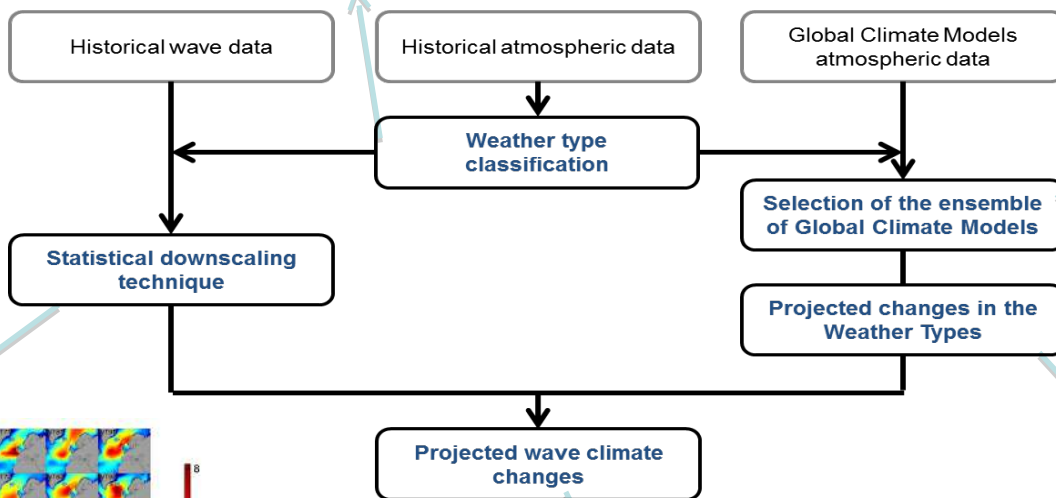 Historical wave data
Historical atmospheric data
Global Climate Models
atmospheric data
Weather type
classification
Selection of the ensemble
of Global Climate Models
Statistical downscaling
technique
Projected changes in the
Weather Types
Projected wave climate
changes
8